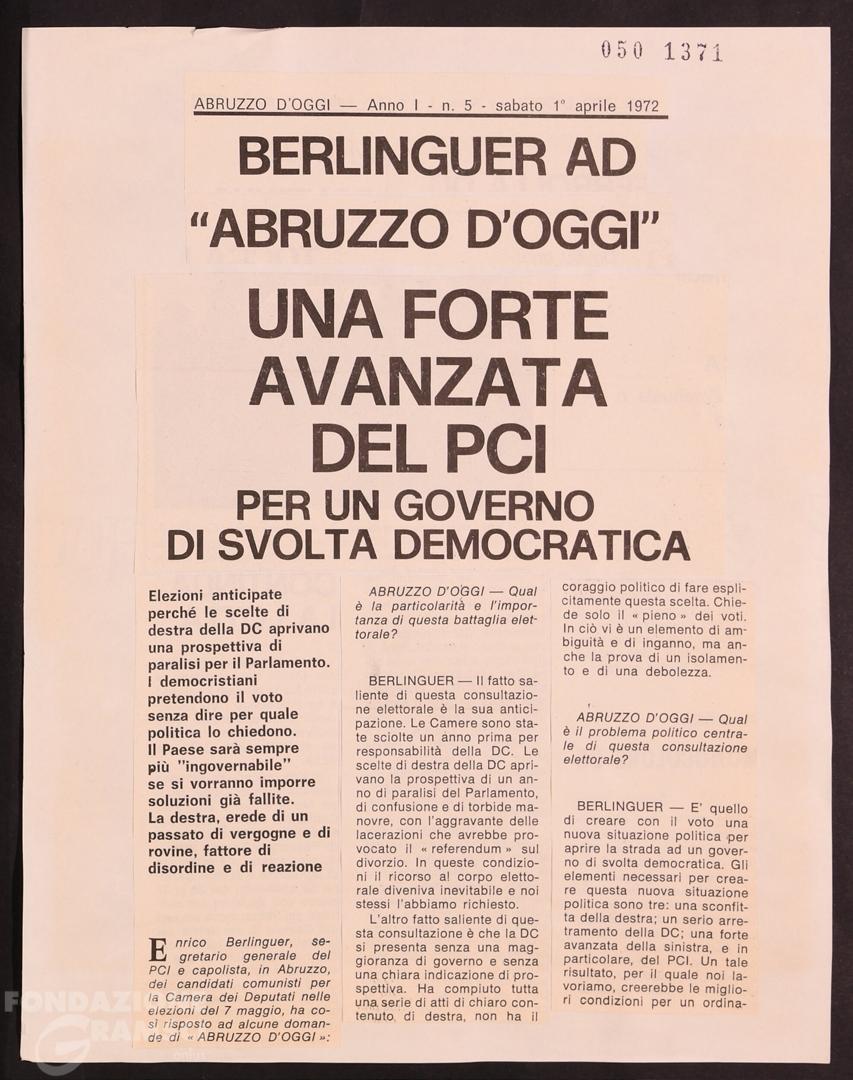 050 1371
ABRUZZO D'OGGI — Anno I - n. 5 - sabato 1° aprile 1972
BERLINGUER AD
"ABRUZZO D'OGGI"
UNA FORTE
AVANZATA
DEL PCI
PER UN GOVERNO
DI SVOLTA DEMOCRATICA
Elezioni anticipate
perché le scelte di
destra della DC aprivano
una prospettiva di
paralisi per il Parlamento.
I democristiani
pretendono il voto
senza dire per quale
politica lo chiedono.
Il Paese sarà sempre
più "ingovernabile"
se si vorranno imporre
soluzioni già fallite.
La destra, erede di un
passato di vergogne e di
rovine, fattore di
disordine e di reazione
Enrico Berlinguer, se-
gretario generale del
PCI e capolista, in Abruzzo,
dei candidati comunisti per
la Camera dei Deputati nelle
elezioni del 7 maggio, ha co-
sì risposto ad alcune doman-
de di « ABRUZZO D'OGGI »:
ABRUZZO D'OGGI — Qual
è la particolarità e l'impor-
tanza di questa battaglia elet-
torale?
BERLINGUER — Il fatto sa-
liente di questa consultazio-
ne elettorale è la sua antici-
pazione. Le Camere sono sta-
te sciolte un anno prima per
responsabilità della DC. Le
scelte di destra della DC apri-
vano la prospettiva di un an-
no di paralisi del Parlamento,
di confusione e di torbide ma-
novre, con l'aggravante delle
lacerazioni che avrebbe pro-
vocato il « referendum » sul
divorzio. In queste condizio-
ni il ricorso al corpo eletto-
rale diveniva inevitabile e noi
stessi l'abbiamo richiesto.
L'altro fatto saliente di que-
sta consultazione è che la DC
si presenta senza una mag-
gioranza di governo e senza
una chiara indicazione di pro-
spettiva. Ha compiuto tutta
una serie di atti di chiaro con-
tenuto, di destra, non ha il
coraggio politico di fare espli-
citamente questa scelta. Chie-
de solo il « pieno » dei voti.
In ciò vi è un elemento di am-
biguità e di inganno, ma an-
che la prova di un isolamen-
to e di una debolezza.
ABRUZZO D'OGGI — Qual
è il problema politico centra-
le di questa consultazione
elettorale?
BERLINGUER — E' quello
di creare con il voto una
nuova situazione politica per
aprire la strada ad un gover-
no di svolta democratica. Gli
elementi necessari per crea-
re questa nuova situazione
politica sono tre: una sconfit-
ta della destra; un serio arre-
tramento della DC; una forte
avanzata della sinistra, e in
particolare, del PCI. Un tale
risultato, per il quale noi la-
voriamo, creerebbe le miglio-
ri condizioni per un ordina-
FONDAZIONE
GRAMSCI
onlus